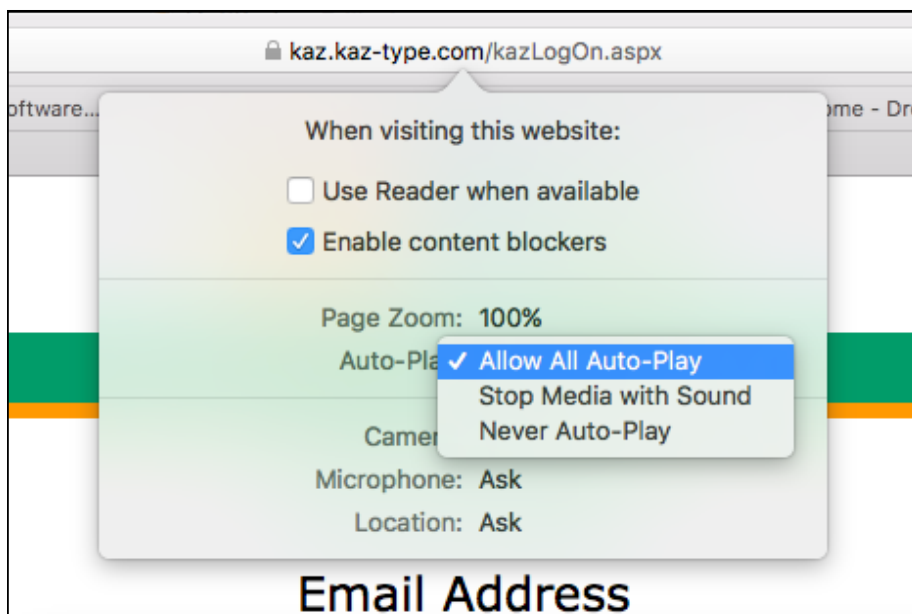 kaz.kaz-type.com/kazLogOn.aspx
oftware...
ome - Dr
When visiting this website:
Use Reader when available
Enable content blockers
Page Zoom: 100%
Auto-Pla
Allow All Auto-Play
Stop Media with Sound
Never Auto-Play
Camer
Microphone: Ask
Location: Ask
Email Address